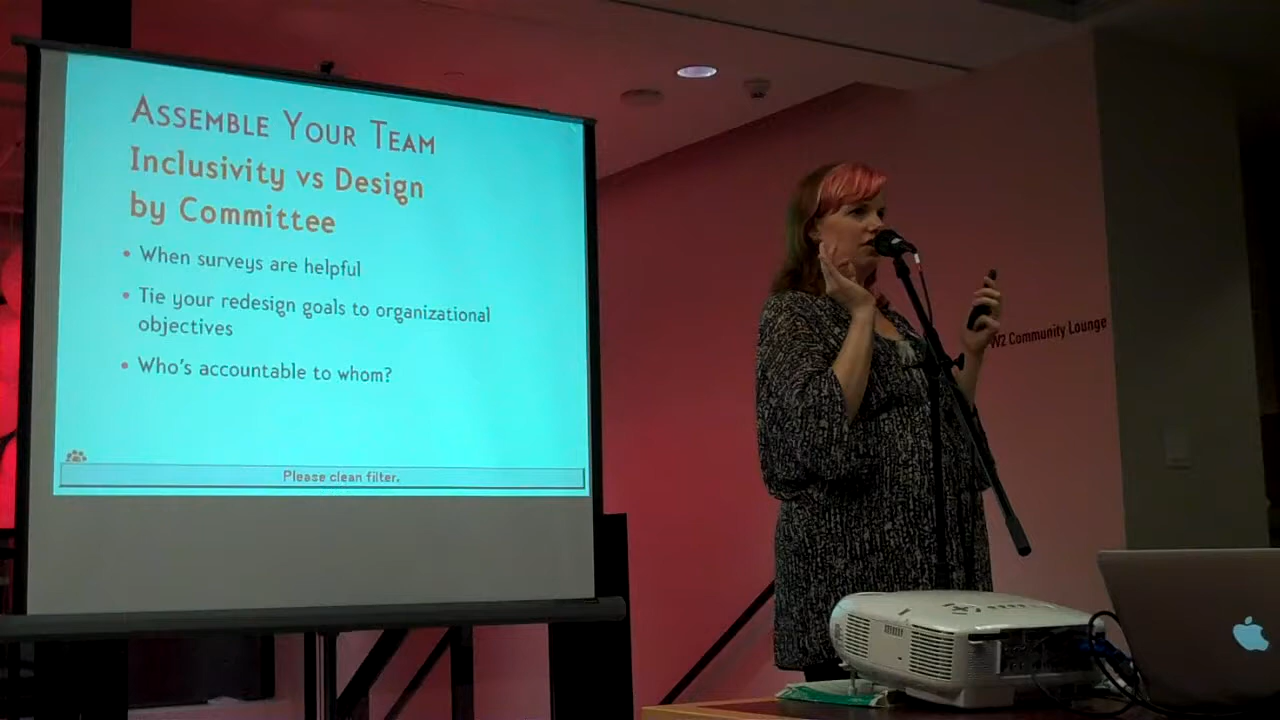 Assemble Your Team
Inclusivity vs Design
by Committee
• When surveys are helpful
• Tie your redesign goals to organizational
objectives
• Who's accountable to whom?
Please clean filter.
W2 Community Lounge